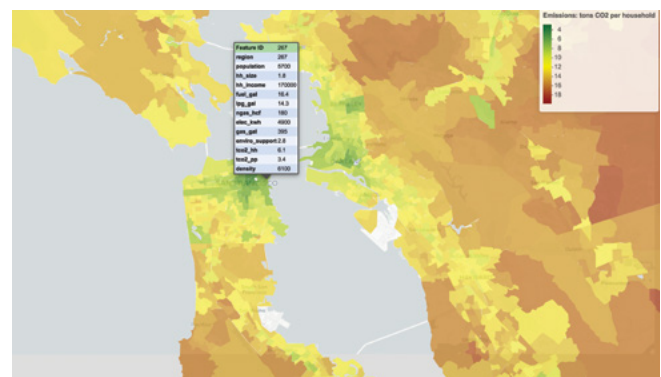 Emissions: tons CO2 per household
4
6
8
10
12
14
16
18
Feature ID 267
region 267
population 5700
hh_size 1.8
hh_income 170000
fuel_gal 16.4
lpg_gal 14.3
ngas_hcf 160
elec_kwh 4900
gas_gal 395
enviro_support 2.8
tco2_hh 6.1
tco2_pp 3.4
density 6100